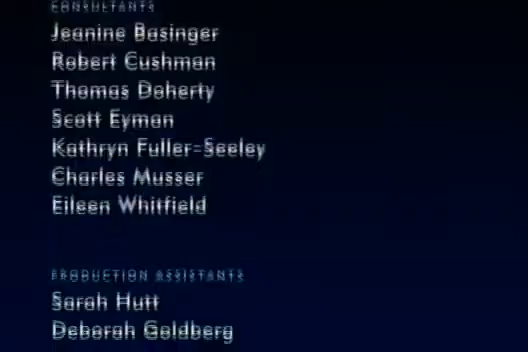 CONSULTANTS
Jeanine Basinger
Robert Cushman
Thomas Doherty
Scott Eyman
Kathryn Fuller-Seeley
Charles Musser
Eileen Whitfield
PRODUCTION ASSISTANTS
Sarah Hutt
Deborah Goldberg